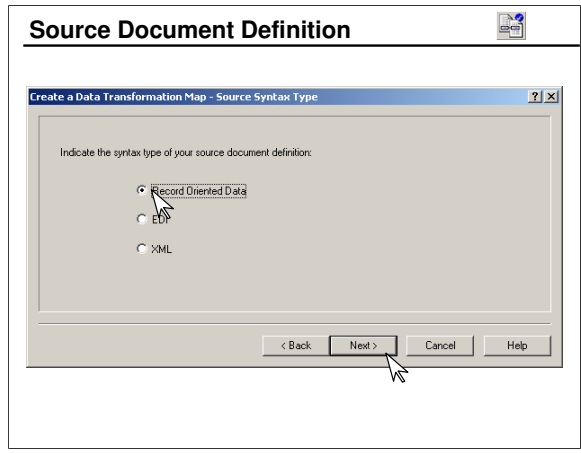 Source Document Definition
Create a Data Transformation Map - Source Syntax Type
Indicate the syntax type of your source document definition:
Record Oriented Data
EDI
XML
< Back Next > Cancel Help